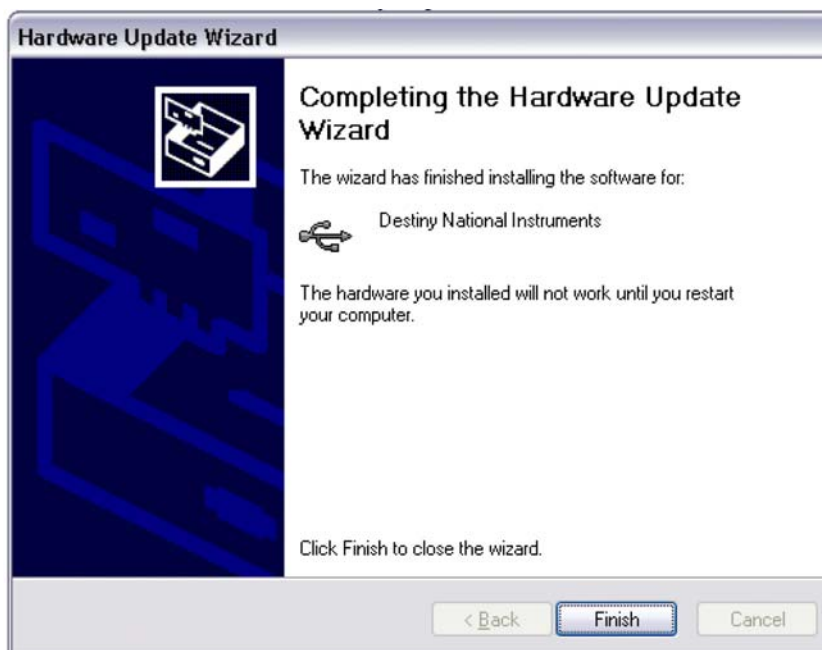 Hardware Update Wizard
Completing the Hardware Update
Wizard
The wizard has finished installing the software for:
Destiny National Instruments
The hardware you installed will not work until you restart
your computer.
Click Finish to close the wizard.
< Back
Finish
Cancel